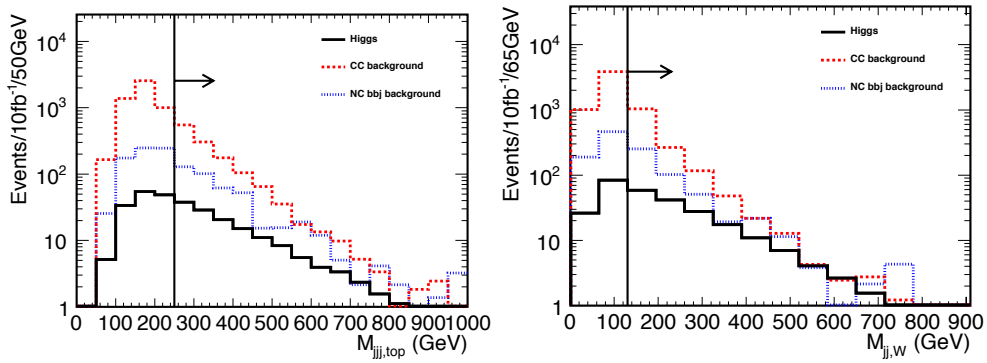 Events/10fb⁻¹/50GeV
10⁴
10³
10²
10
1
Higgs
CC background
NC bbj background
0 100 200 300 400 500 600 700 800 900 1000
M_jjj,top (GeV)
Events/10fb⁻¹/65GeV
10⁴
10³
10²
10
1
Higgs
CC background
NC bbj background
0 100 200 300 400 500 600 700 800 900
M_jj,W (GeV)